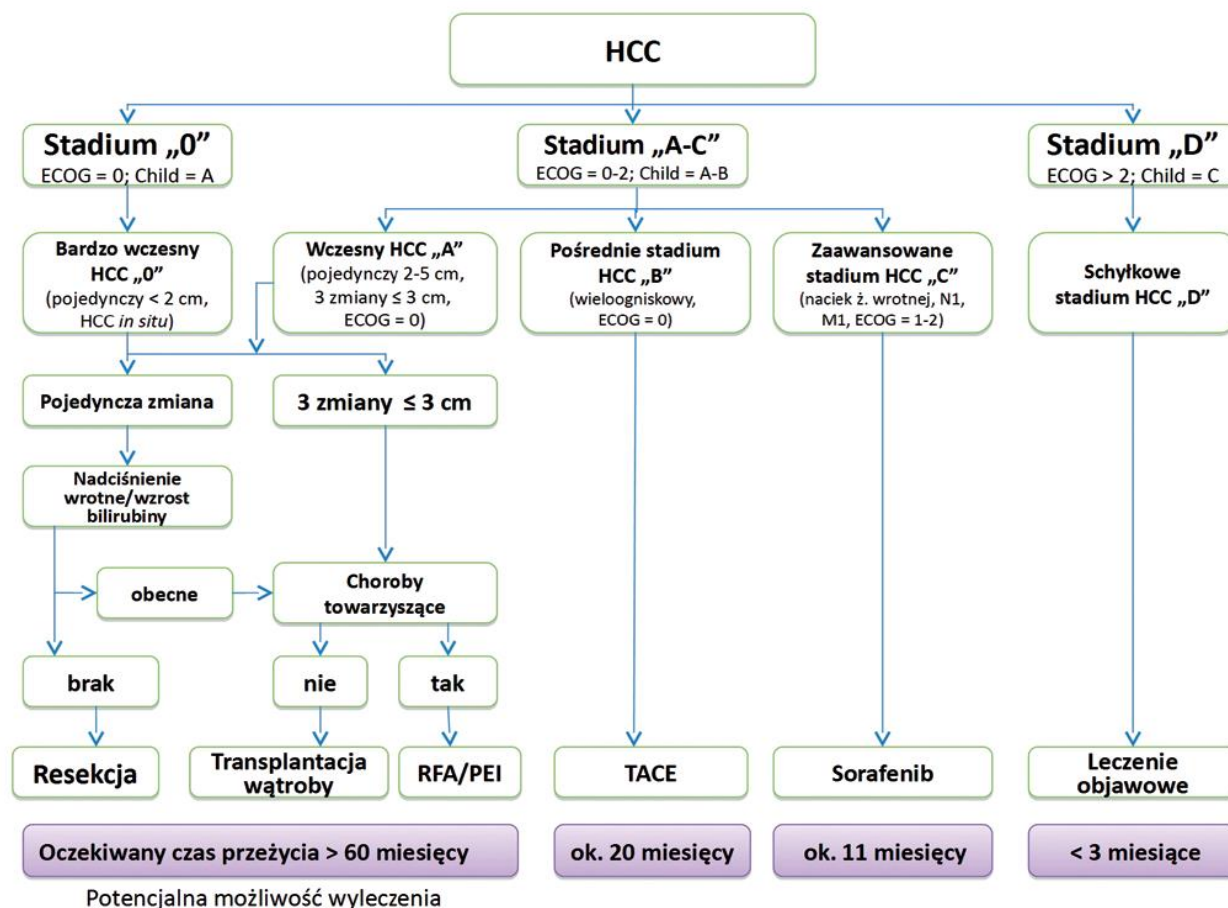 HCC
Stadium „0”
ECOG = 0; Child = A
Stadium „A-C”
ECOG = 0-2; Child = A-B
Stadium „D”
ECOG > 2; Child = C
Bardzo wczesny
HCC „0”
(pojedynczy < 2 cm,
HCC in situ)
Wczesny HCC „A”
(pojedynczy 2-5 cm,
3 zmiany ≤ 3 cm,
ECOG = 0)
Pośrednie stadium
HCC „B”
(wieloogniskowy,
ECOG = 0)
Zaawansowane
stadium HCC „C”
(naciek ż. wrotnej, N1,
M1, ECOG = 1-2)
Schyłkowe
stadium HCC „D”
Pojedyncza zmiana
3 zmiany ≤ 3 cm
Nadciśnienie
wrotne/wzrost
bilirubiny
obecne
Choroby
towarzyszące
brak
nie
tak
Resekcja
Transplantacja
wątroby
RFA/PEI
TACE
Sorafenib
Leczenie
objawowe
Oczekiwany czas przeżycia > 60 miesięcy
ok. 20 miesięcy
ok. 11 miesięcy
< 3 miesiące
Potencjalna możliwość wyleczenia